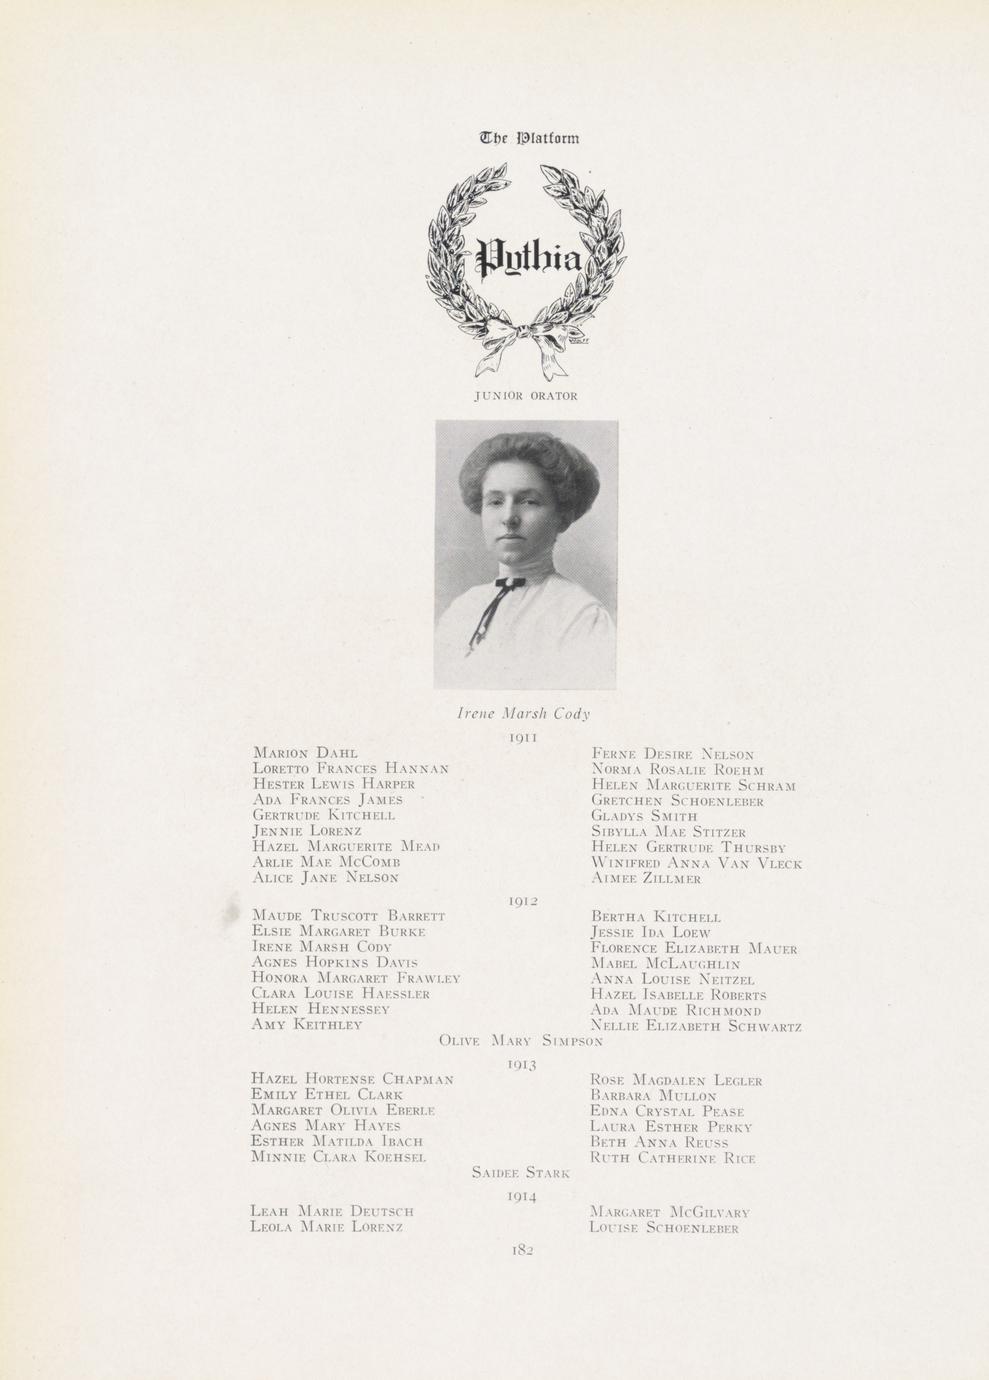 The Platform
Pythia
JUNIOR ORATOR
Irene Marsh Cody
1911
MARION DAHL
LORETTO FRANCES HANNAN
HESTER LEWIS HARPER
ADA FRANCES JAMES
GERTRUDE KITCHELL
JENNIE LORENZ
HAZEL MARGUERITE MEAD
ARLIE MAE MCCOMB
ALICE JANE NELSON
FERNE DESIRE NELSON
NORMA ROSALIE ROEHM
HELEN MARGUERITE SCHRAM
GRETCHEN SCHOENLEBER
GLADYS SMITH
SIBYLLA MAE STITZER
HELEN GERTRUDE THURSBY
WINIFRED ANNA VAN VLECK
AIMEE ZILLMER
1912
MAUDE TRUSCOTT BARRETT
ELSIE MARGARET BURKE
IRENE MARSH CODY
AGNES HOPKINS DAVIS
HONORA MARGARET FRAWLEY
CLARA LOUISE HAESSLER
HELEN HENNESSEY
AMY KEITHLEY
BERTHA KITCHELL
JESSIE IDA LOEW
FLORENCE ELIZABETH MAUER
MABEL MCLAUGHLIN
ANNA LOUISE NEITZEL
HAZEL ISABELLE ROBERTS
ADA MAUDE RICHMOND
NELLIE ELIZABETH SCHWARTZ
OLIVE MARY SIMPSON
1913
HAZEL HORTENSE CHAPMAN
EMILY ETHEL CLARK
MARGARET OLIVIA EBERLE
AGNES MARY HAYES
ESTHER MATILDA IBACH
MINNIE CLARA KOEHSEL
ROSE MAGDALEN LEGLER
BARBARA MULLON
EDNA CRYSTAL PEASE
LAURA ESTHER PERKY
BETH ANNA REUSS
RUTH CATHERINE RICE
SAIDEE STARK
1914
LEAH MARIE DEUTSCH
LEOLA MARIE LORENZ
MARGARET MCGILVARY
LOUISE SCHOENLEBER
182